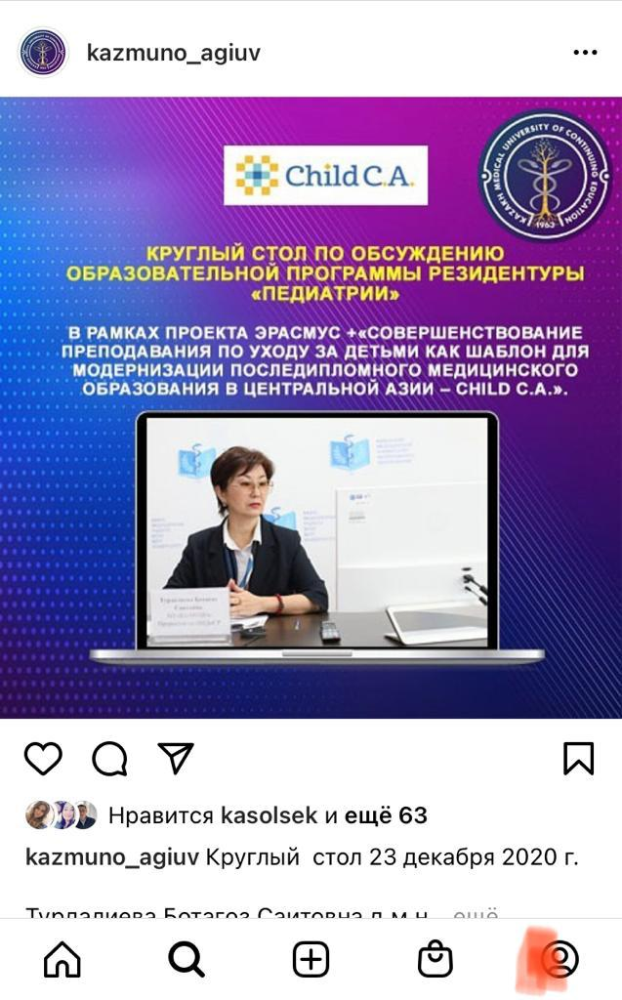 kazmuno_agiuv
Child C.A.
KAZAKH MEDICAL UNIVERSITY OF CONTINUING EDUCATION
1963
КРУГЛЫЙ СТОЛ ПО ОБСУЖДЕНИЮ
ОБРАЗОВАТЕЛЬНОЙ ПРОГРАММЫ РЕЗИДЕНТУРЫ
«ПЕДИАТРИИ»
В РАМКАХ ПРОЕКТА ЭРАСМУС +«СОВЕРШЕНСТВОВАНИЕ
ПРЕПОДАВАНИЯ ПО УХОДУ ЗА ДЕТЬМИ КАК ШАБЛОН ДЛЯ
МОДЕРНИЗАЦИИ ПОСЛЕДИПЛОМНОГО МЕДИЦИНСКОГО
ОБРАЗОВАНИЯ В ЦЕНТРАЛЬНОЙ АЗИИ – CHILD C.A.».
Нравится kasolsek и ещё 63
kazmuno_agiuv Круглый стол 23 декабря 2020 г.
Турдалиева Ботагоз Саитовна д.м.н... ещё